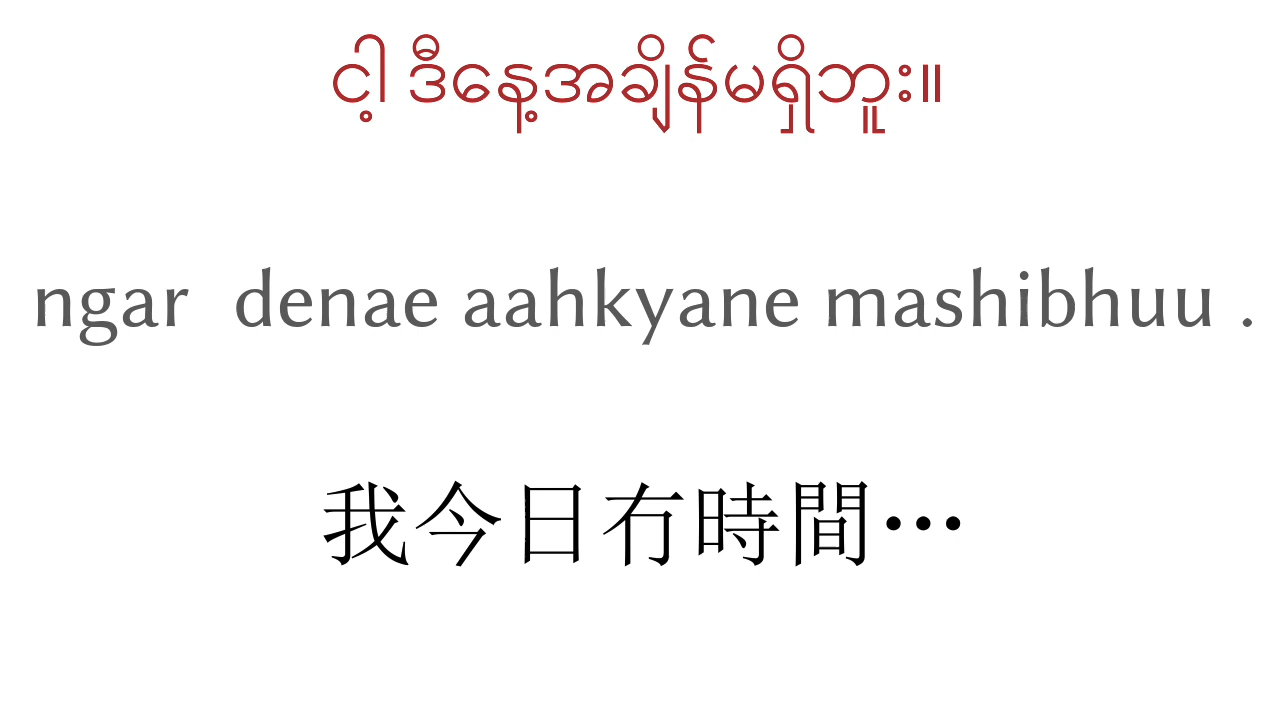 ငါ့ ဒီနေ့အချိန်မရှိဘူး။
ngar denae aahkyane mashibhuu .
我今日冇時間…